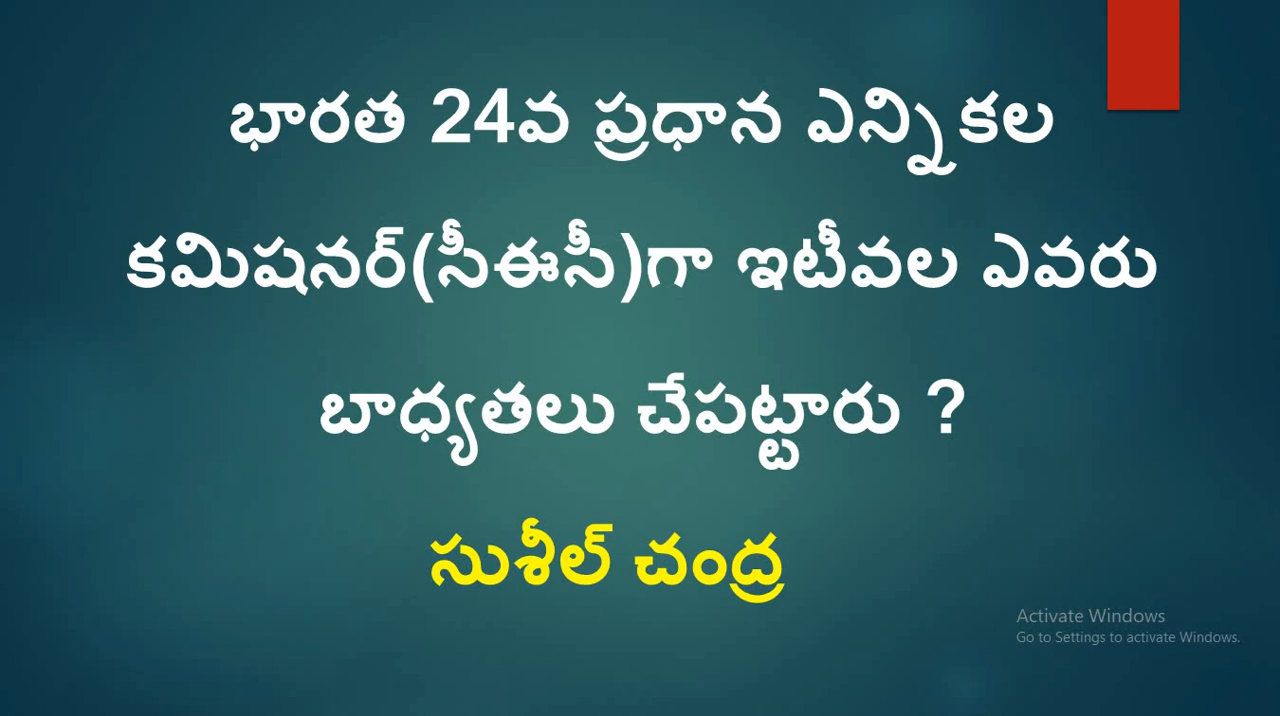 భారత 24వ ప్రధాన ఎన్నికల
కమిషనర్(సీఈసీ)గా ఇటీవల ఎవరు
బాధ్యతలు చేపట్టారు ?
సుశీల్ చంద్ర
Activate Windows
Go to Settings to activate Windows.